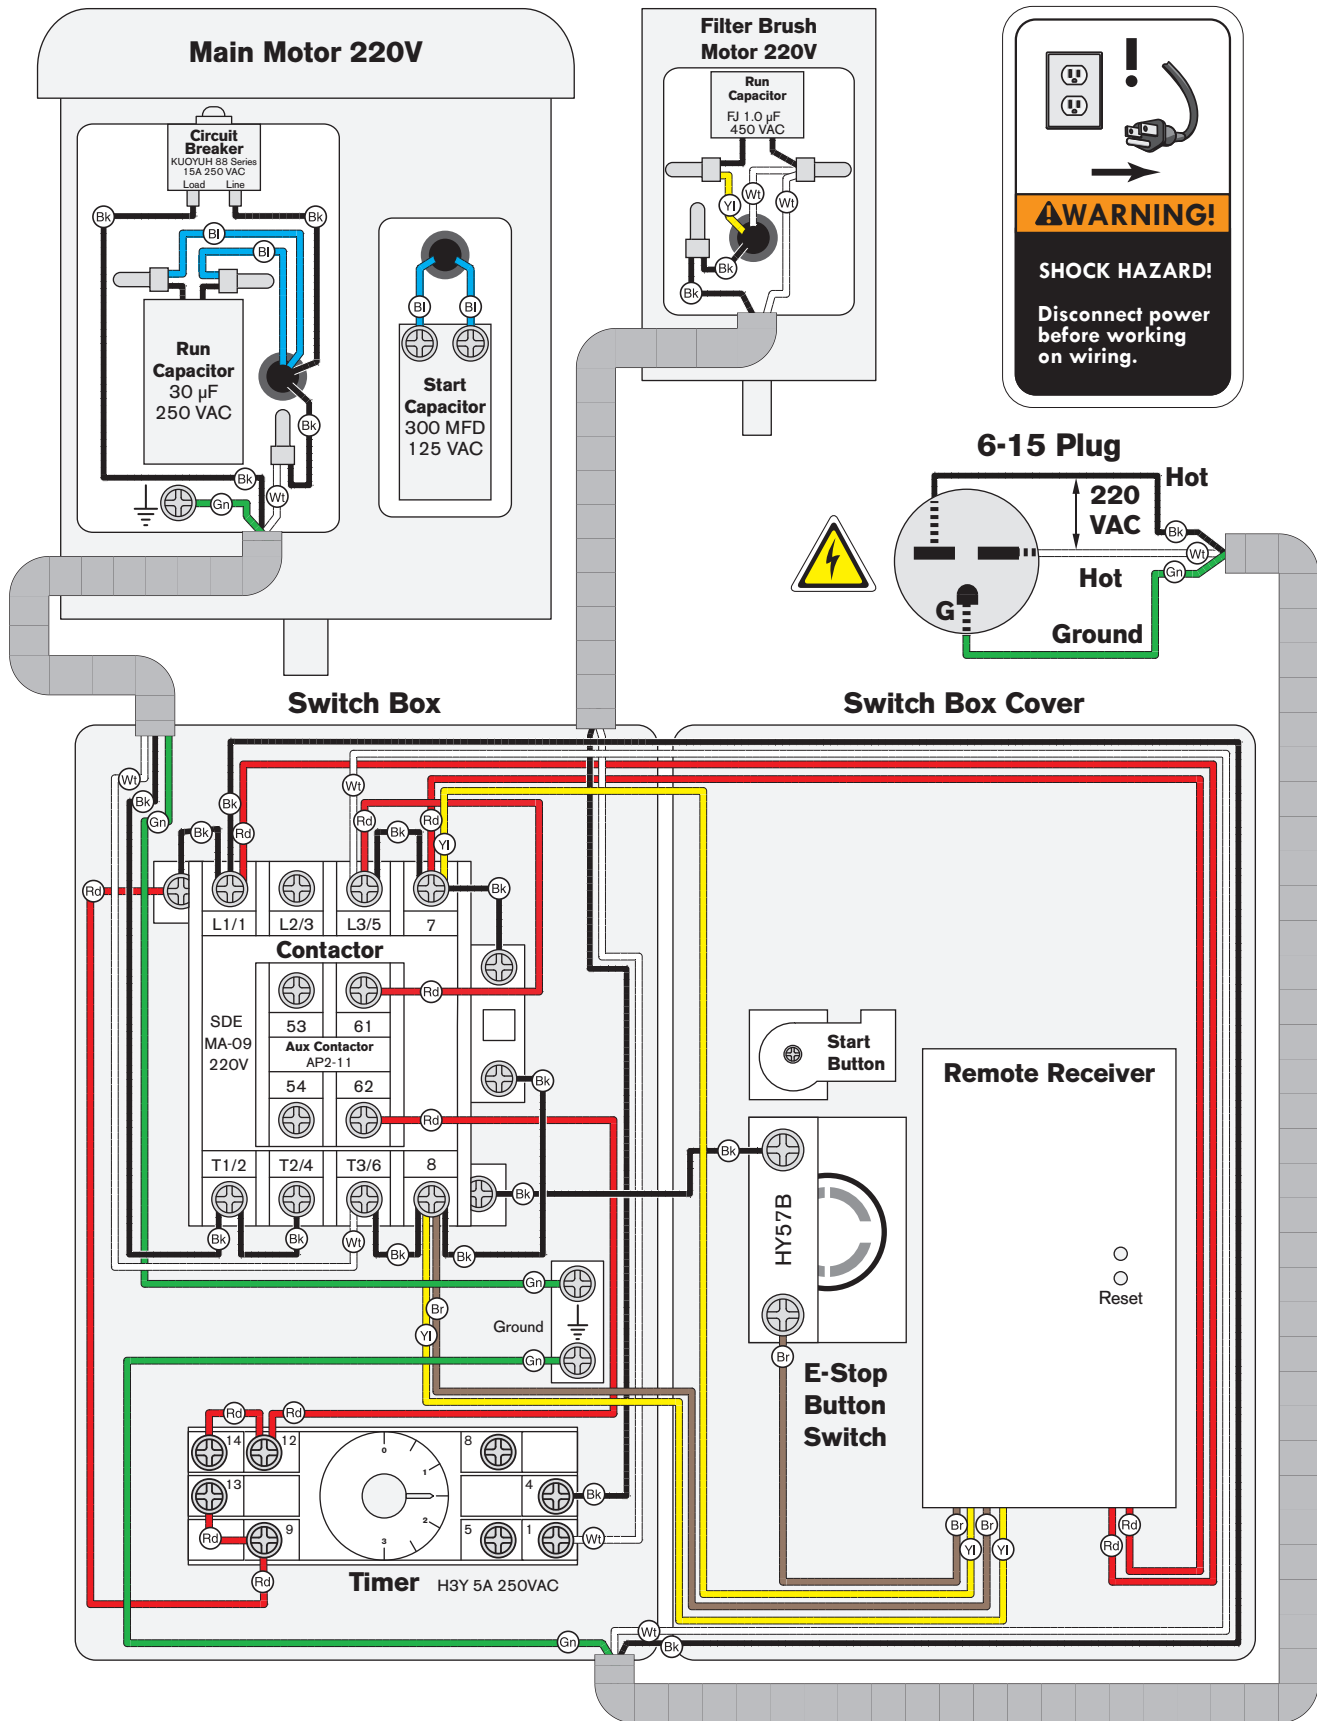 Main Motor 220V
Circuit
Breaker
KUOYUH 88 Series
15A 250 VAC
Load Line
Bk
Bk
Bl
Bl
Run
Capacitor
30 µF
250 VAC
Bk
Bk
Wt
Gn
Bl
Bl
Start
Capacitor
300 MFD
125 VAC
Filter Brush
Motor 220V
Run
Capacitor
FJ 1.0 µF
450 VAC
Yl
Wt
Wt
Bk
Bk
WARNING!
SHOCK HAZARD!
Disconnect power
before working
on wiring.
6-15 Plug
Hot
220
VAC
Bk
Wt
Gn
Hot
G
Ground
Switch Box
Switch Box Cover
Wt
Bk
Gn
Bk
Bk
Rd
Wt
Rd
Bk
Rd
Yl
Rd
Bk
L1/1
L2/3
L3/5
7
Contactor
Rd
SDE
MA-09
220V
53
61
Aux Contactor
AP2-11
54
62
Bk
Rd
T1/2
T2/4
T3/6
8
Bk
Bk
Bk
Wt
Bk
Bk
Gn
Br
Yl
Ground
Gn
Start
Button
Bk
HY57B
Br
E-Stop
Button
Switch
Remote Receiver
Reset
Rd
Rd
14
12
0
1
2
3
8
13
4
Bk
Rd
9
5
1
Wt
Rd
Timer H3Y 5A 250VAC
Br
Yl
Br
Yl
Rd
Rd
Gn
Wt
Bk